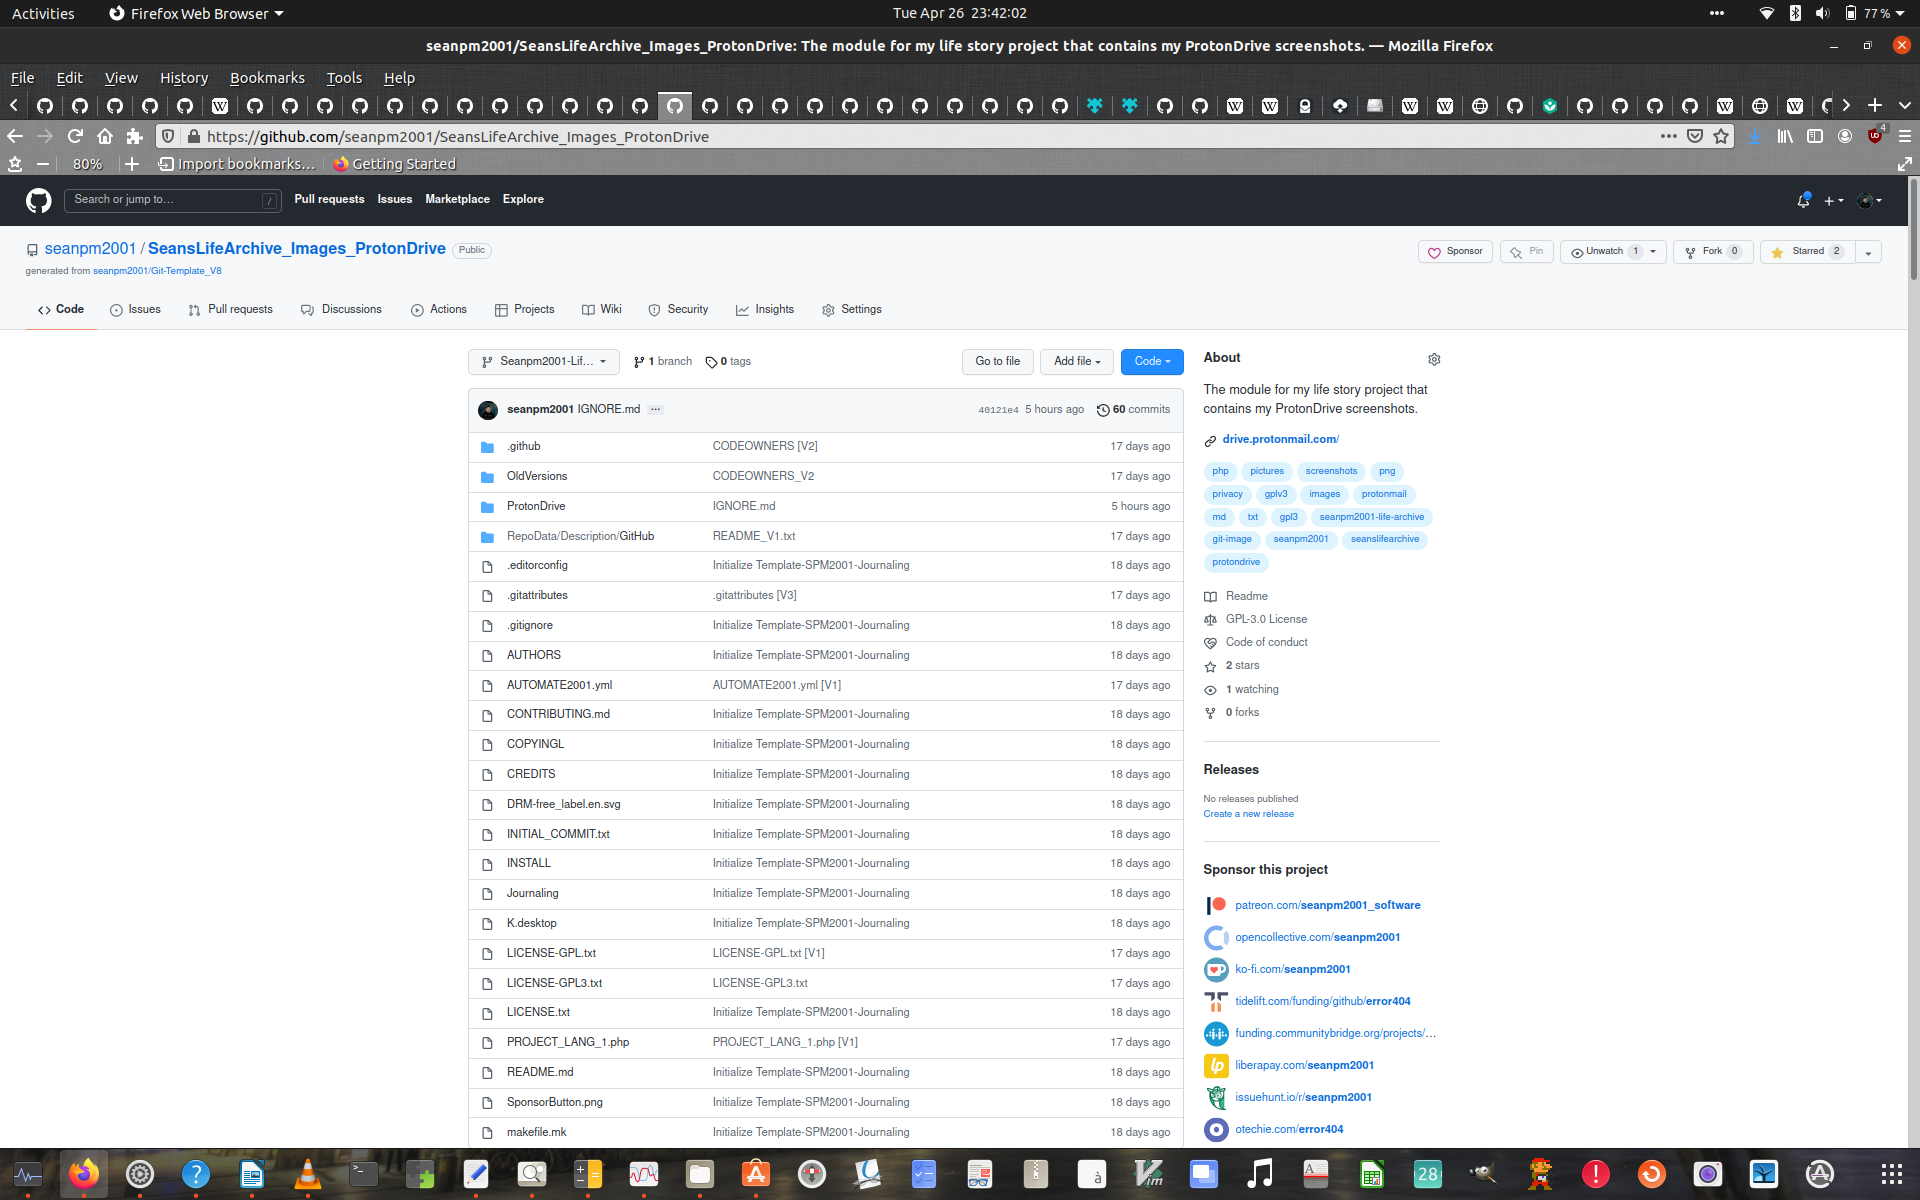 Activities Firefox Web Browser Tue Apr 26 23:42:02 77 %
seanpm2001/SeansLifeArchive_Images_ProtonDrive: The module for my life story project that contains my ProtonDrive screenshots. — Mozilla Firefox
File Edit View History Bookmarks Tools Help
https://github.com/seanpm2001/SeansLifeArchive_Images_ProtonDrive 4
80% Import bookmarks... Getting Started
Search or jump to... / Pull requests Issues Marketplace Explore
seanpm2001 / SeansLifeArchive_Images_ProtonDrive Public Sponsor Pin Unwatch 1 Fork 0 Starred 2
generated from seanpm2001/Git-Template_V8
Code Issues Pull requests Discussions Actions Projects Wiki Security Insights Settings
Seanpm2001-Lif... 1 branch 0 tags Go to file Add file Code
seanpm2001 IGNORE.md ... 40121e4 5 hours ago 60 commits
.github CODEOWNERS [V2] 17 days ago
OldVersions CODEOWNERS_V2 17 days ago
ProtonDrive IGNORE.md 5 hours ago
RepoData/Description/GitHub README_V1.txt 17 days ago
.editorconfig Initialize Template-SPM2001-Journaling 18 days ago
.gitattributes .gitattributes [V3] 17 days ago
.gitignore Initialize Template-SPM2001-Journaling 18 days ago
AUTHORS Initialize Template-SPM2001-Journaling 18 days ago
AUTOMATE2001.yml AUTOMATE2001.yml [V1] 17 days ago
CONTRIBUTING.md Initialize Template-SPM2001-Journaling 18 days ago
COPYINGL Initialize Template-SPM2001-Journaling 18 days ago
CREDITS Initialize Template-SPM2001-Journaling 18 days ago
DRM-free_label.en.svg Initialize Template-SPM2001-Journaling 18 days ago
INITIAL_COMMIT.txt Initialize Template-SPM2001-Journaling 18 days ago
INSTALL Initialize Template-SPM2001-Journaling 18 days ago
Journaling Initialize Template-SPM2001-Journaling 18 days ago
K.desktop Initialize Template-SPM2001-Journaling 18 days ago
LICENSE-GPL.txt LICENSE-GPL.txt [V1] 17 days ago
LICENSE-GPL3.txt LICENSE-GPL3.txt 17 days ago
LICENSE.txt Initialize Template-SPM2001-Journaling 18 days ago
PROJECT_LANG_1.php PROJECT_LANG_1.php [V1] 17 days ago
README.md Initialize Template-SPM2001-Journaling 18 days ago
SponsorButton.png Initialize Template-SPM2001-Journaling 18 days ago
makefile.mk Initialize Template-SPM2001-Journaling 18 days ago
About
The module for my life story project that
contains my ProtonDrive screenshots.
drive.protonmail.com/
php pictures screenshots png
privacy gplv3 images protonmail
md txt gpl3 seanpm2001-life-archive
git-image seanpm2001 seanslifearchive
protondrive
Readme
GPL-3.0 License
Code of conduct
2 stars
1 watching
0 forks
Releases
No releases published
Create a new release
Sponsor this project
patreon.com/seanpm2001_software
opencollective.com/seanpm2001
ko-fi.com/seanpm2001
tidelift.com/funding/github/error404
funding.communitybridge.org/projects/...
liberapay.com/seanpm2001
issuehunt.io/r/seanpm2001
otechie.com/error404
28